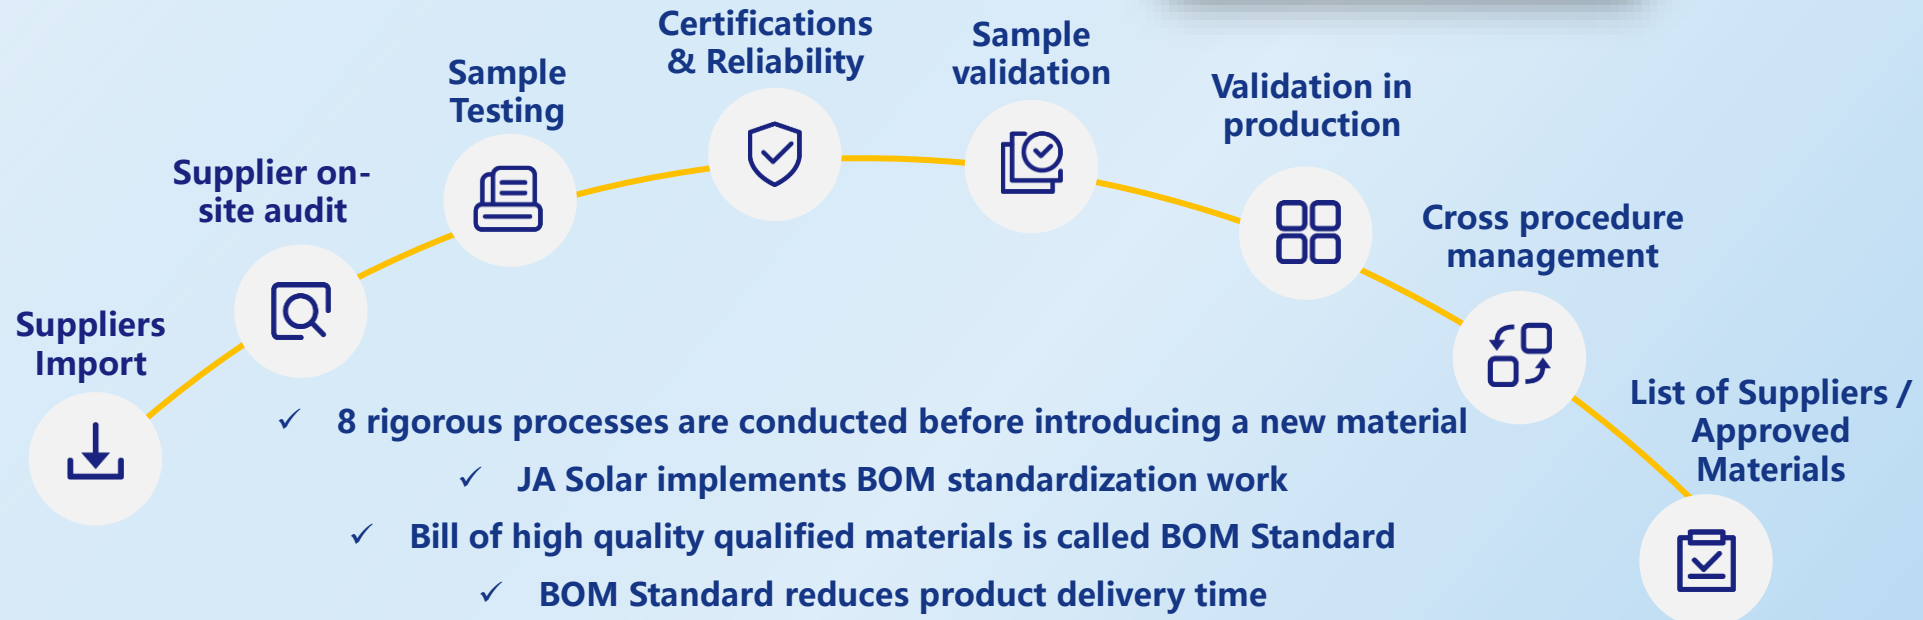 Suppliers
Import
Supplier on-
site audit
Sample
Testing
Certifications
& Reliability
Sample
validation
Validation in
production
Cross procedure
management
List of Suppliers /
Approved
Materials
✓ 8 rigorous processes are conducted before introducing a new material
✓ JA Solar implements BOM standardization work
✓ Bill of high quality qualified materials is called BOM Standard
✓ BOM Standard reduces product delivery time